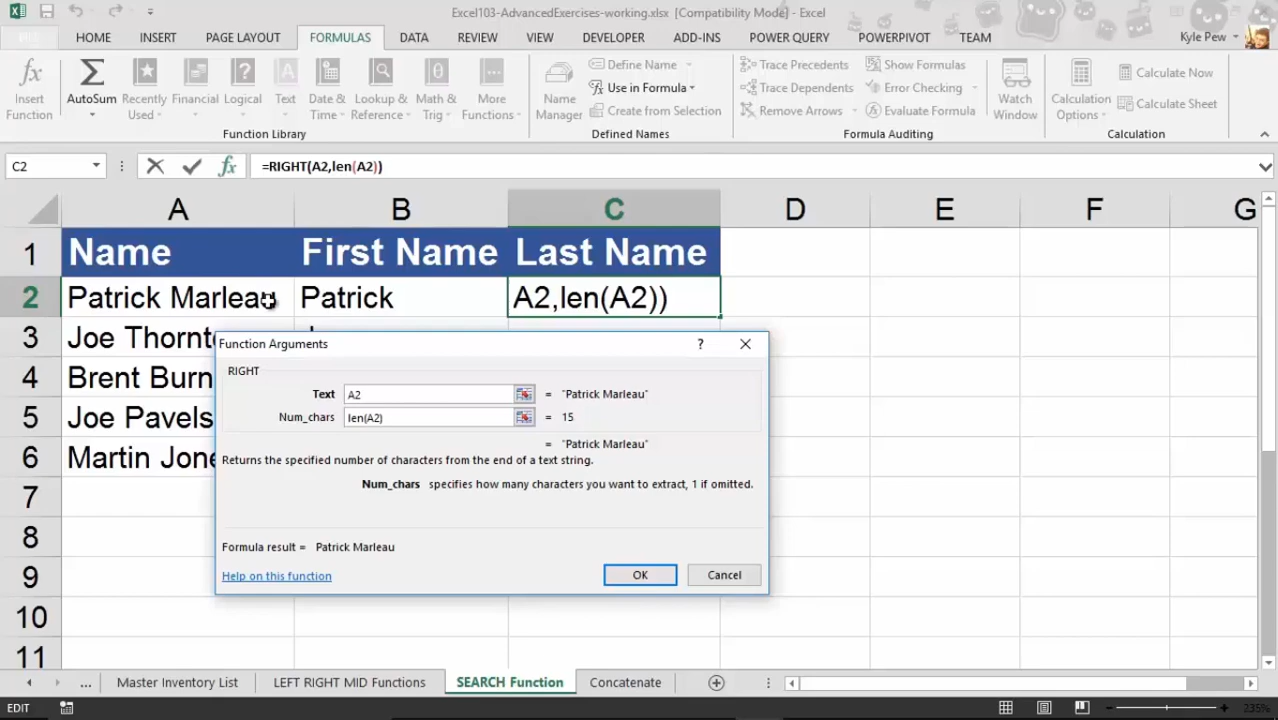 Excel103-AdvancedExercises-working.xlsx [Compatibility Mode] - Excel
HOME INSERT PAGE LAYOUT FORMULAS DATA REVIEW VIEW DEVELOPER ADD-INS POWER QUERY POWERPIVOT TEAM Kyle Pew
Insert Function
AutoSum
Recently Used
Financial
Logical
Text
Date & Time
Lookup & Reference
Math & Trig
More Functions
Function Library
Name Manager
Define Name
Use in Formula
Create from Selection
Defined Names
Trace Precedents
Trace Dependents
Remove Arrows
Show Formulas
Error Checking
Evaluate Formula
Formula Auditing
Watch Window
Calculation Options
Calculate Now
Calculate Sheet
Calculation
C2 fx =RIGHT(A2,len(A2))
A B C D E F G
1 Name First Name Last Name
2 Patrick Marleau Patrick A2,len(A2))
3 Joe Thornt
4 Brent Burn
5 Joe Pavels
6 Martin Jone
7
8
9
10
11
Function Arguments ?
RIGHT
Text A2 = "Patrick Marleau"
Num_chars len(A2) = 15
= "Patrick Marleau"
Returns the specified number of characters from the end of a text string.
Num_chars specifies how many characters you want to extract, 1 if omitted.
Formula result = Patrick Marleau
Help on this function OK Cancel
... Master Inventory List LEFT RIGHT MID Functions SEARCH Function Concatenate
EDIT 235%